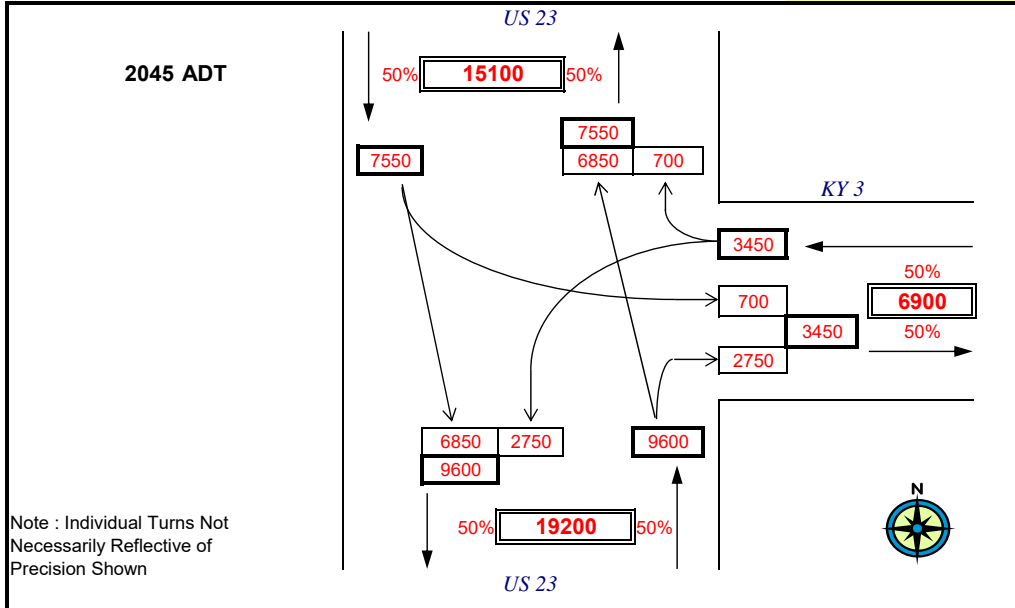 US 23
2045 ADT
50% 15100 50%
7550
7550
6850 700
KY 3
3450
50%
700
6900
3450
50%
2750
6850 2750
9600
9600
50% 19200 50%
N
Note : Individual Turns Not
Necessarily Reflective of
Precision Shown
US 23